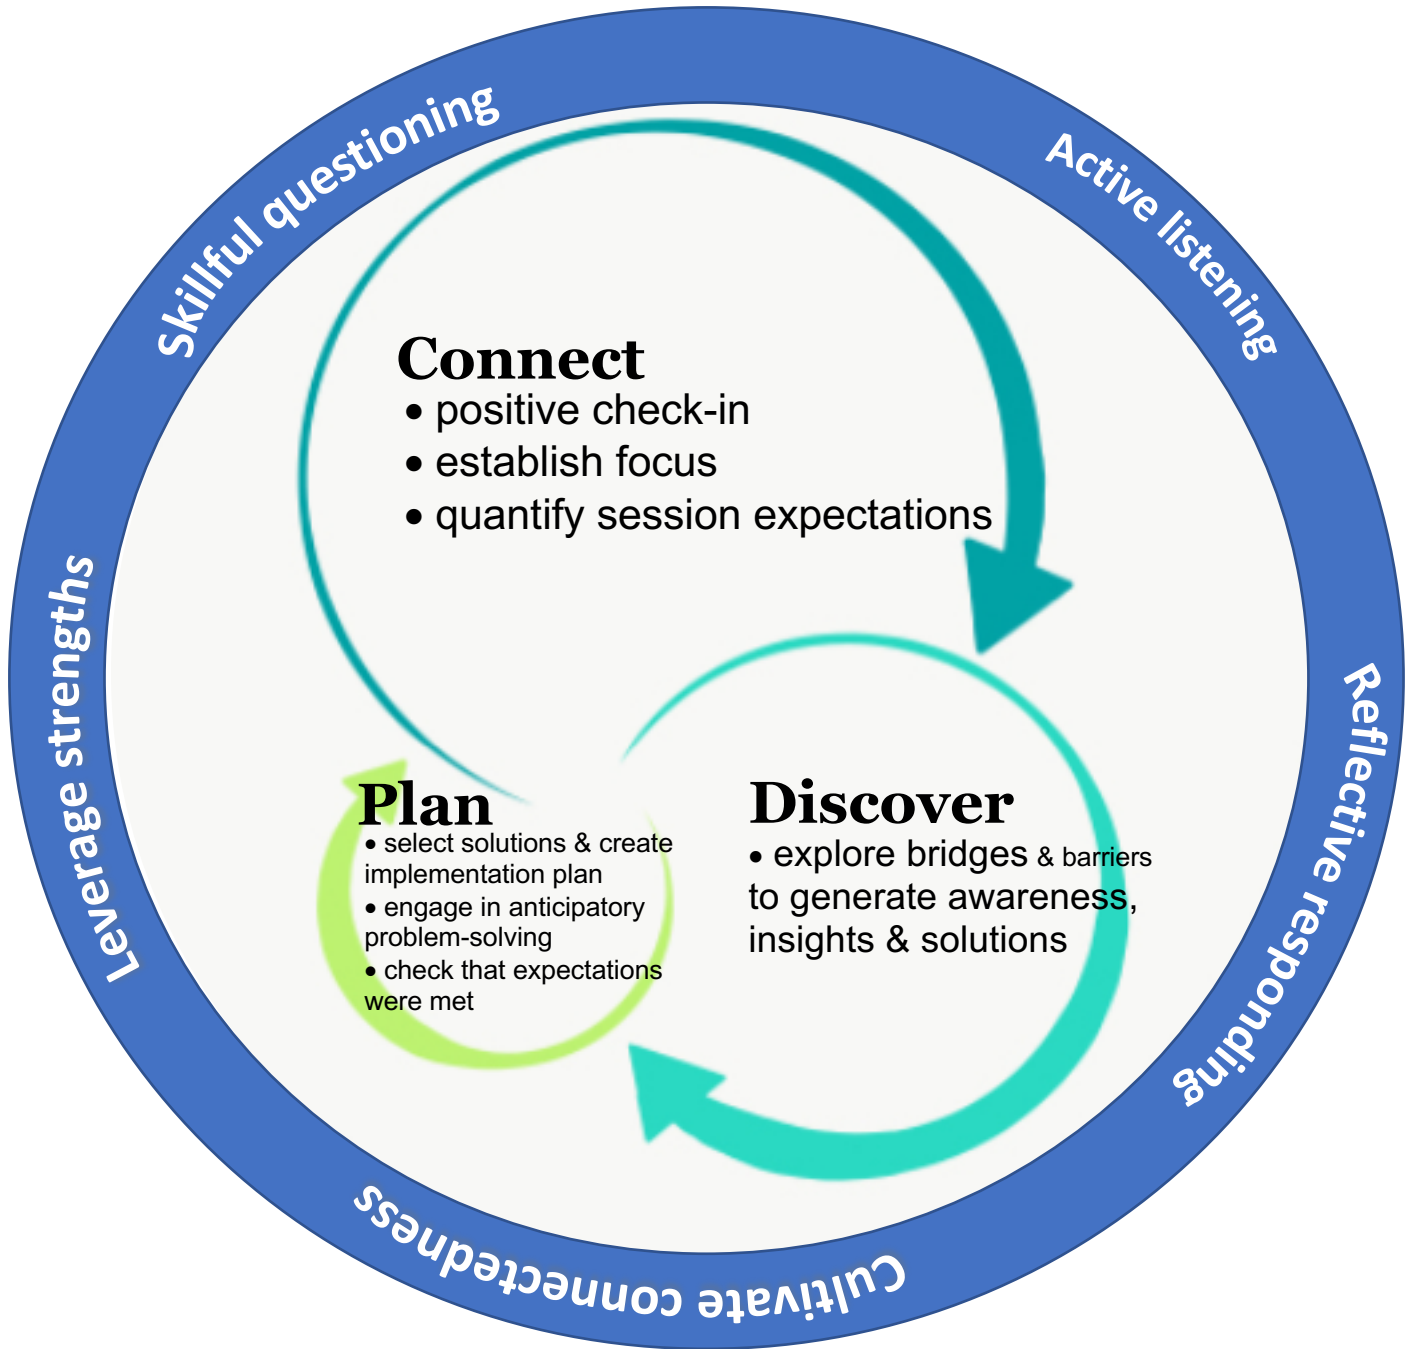 Skillful questioning
Active listening
Connect
• positive check-in
• establish focus
• quantify session expectations
Leverage strengths
Reflective responding
Plan
• select solutions & create
implementation plan
• engage in anticipatory
problem-solving
• check that expectations
were met
Discover
• explore bridges & barriers
to generate awareness,
insights & solutions
Cultivate connectedness